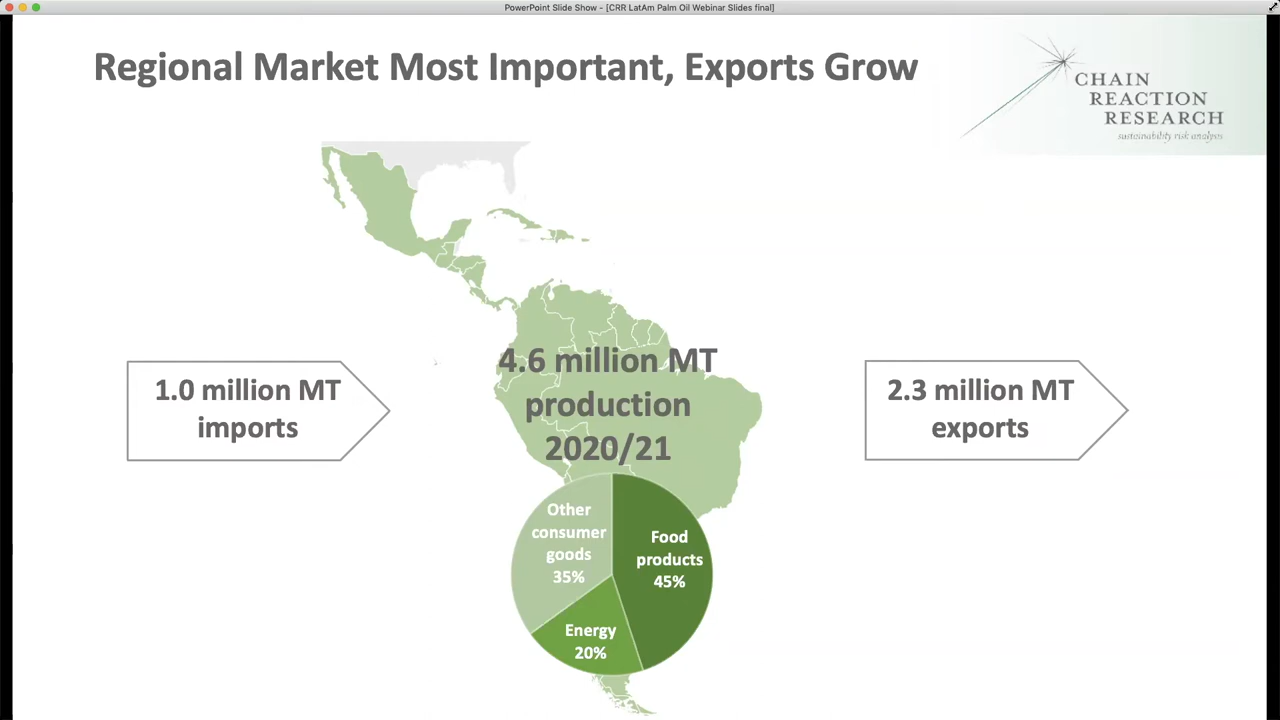 PowerPoint Slide Show - [CRR LatAm Palm Oil Webinar Slides final]
Regional Market Most Important, Exports Grow
CHAIN
REACTION
RESEARCH
sustainability risk analysis
1.0 million MT
imports
4.6 million MT
production
2020/21
2.3 million MT
exports
Other
consumer
goods
35%
Food
products
45%
Energy
20%